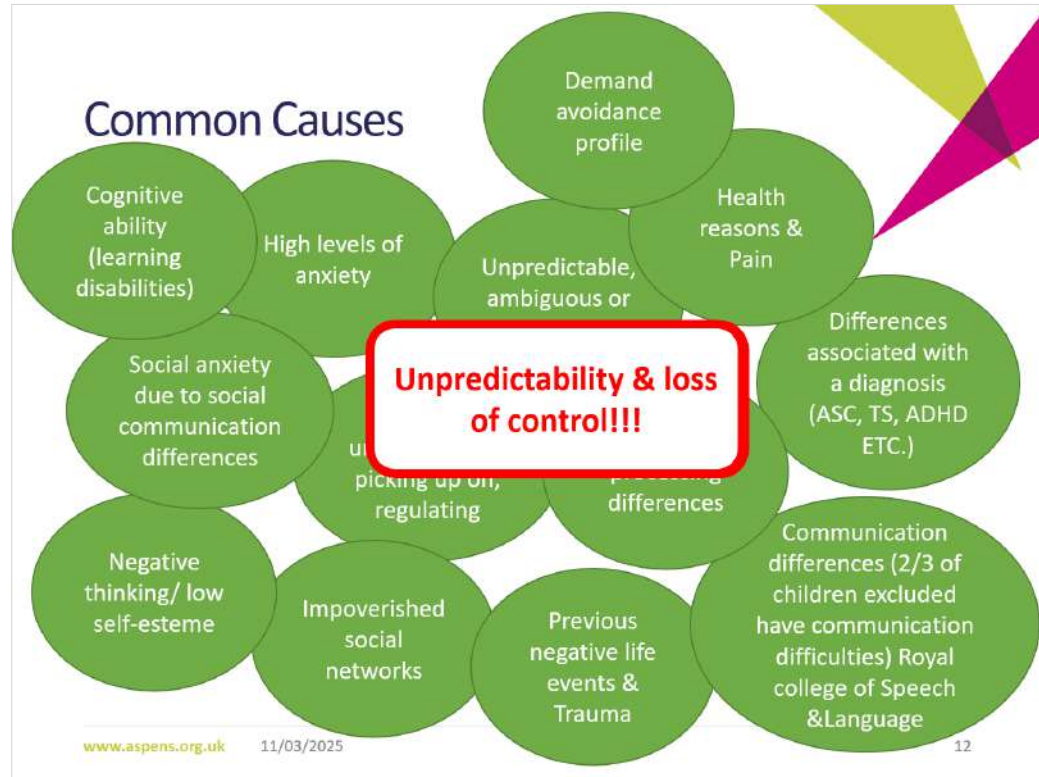 Common Causes
Demand
avoidance
profile
Cognitive
ability
(learning
disabilities)
High levels of
anxiety
Unpredictable,
ambiguous or
Health
reasons &
Pain
Differences
associated with
a diagnosis
(ASC, TS, ADHD
ETC.)
Social anxiety
due to social
communication
differences
Unpredictability & loss
of control!!!
picking up on,
regulating
processing
differences
Negative
thinking/ low
self-esteme
Impoverished
social
networks
Previous
negative life
events &
Trauma
Communication
differences (2/3 of
children excluded
have communication
difficulties) Royal
college of Speech
&Language
www.aspens.org.uk 11/03/2025 12